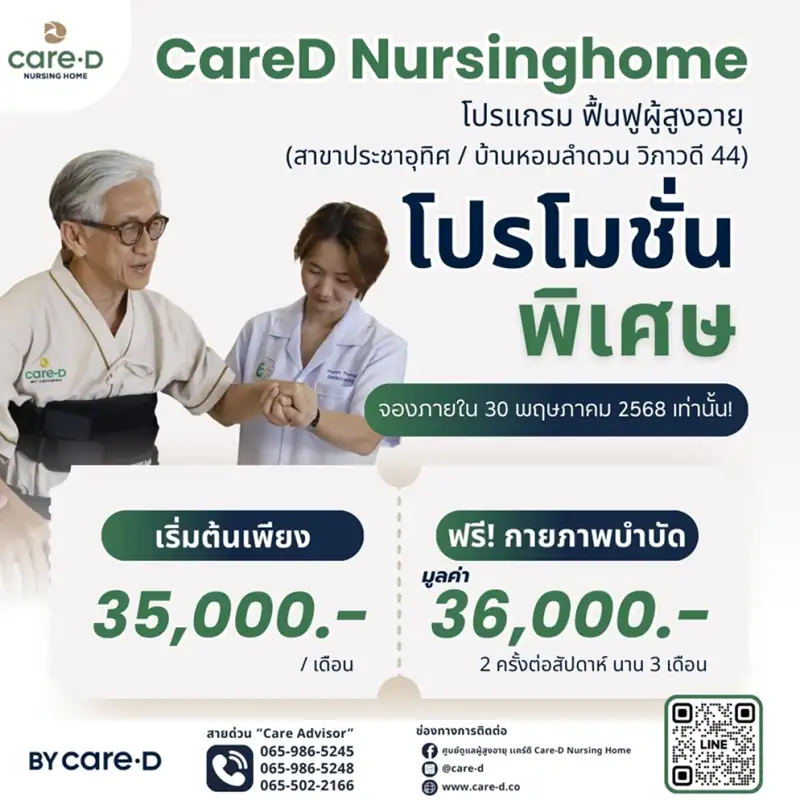 care·D
NURSING HOME
CareD Nursinghome
โปรแกรม ฟื้นฟูผู้สูงอายุ
(สาขาประชาอุทิศ / บ้านหอมลำดวน วิภาวดี 44)
โปรโมชั่น
พิเศษ
care·D
จองภายใน 30 พฤษภาคม 2568 เท่านั้น!
เริ่มต้นเพียง
35,000.-
/ เดือน
ฟรี! กายภาพบำบัด
มูลค่า
36,000.-
2 ครั้งต่อสัปดาห์ นาน 3 เดือน
BY care·D
สายด่วน “Care Advisor”
065-986-5245
065-986-5248
065-502-2166
ช่องทางการติดต่อ
ศูนย์ดูแลผู้สูงอายุ แคร์ดี Care-D Nursing Home
@care-d
www.care-d.co
LINE